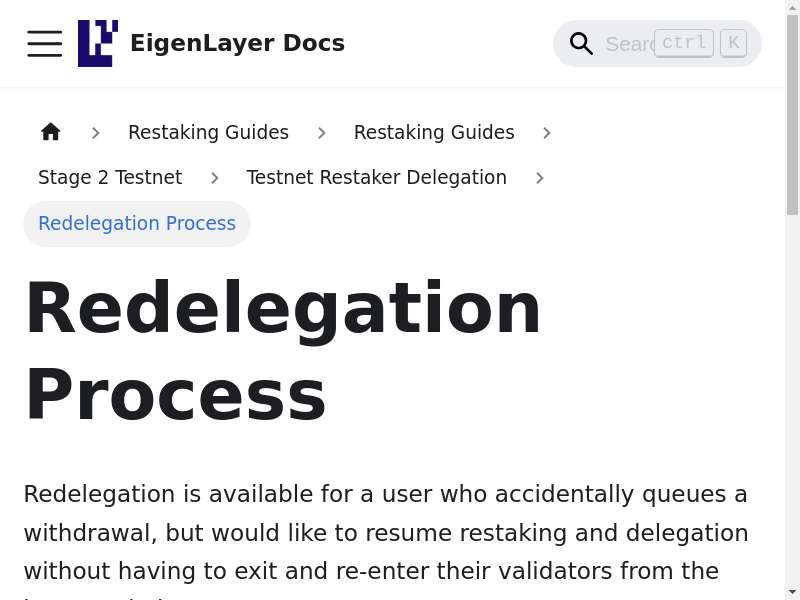 EigenLayer Docs
ctrl K
Restaking Guides > Restaking Guides >
Stage 2 Testnet > Testnet Restaker Delegation >
Redelegation Process
Redelegation
Process
Redelegation is available for a user who accidentally queues a
withdrawal, but would like to resume restaking and delegation
without having to exit and re-enter their validators from the